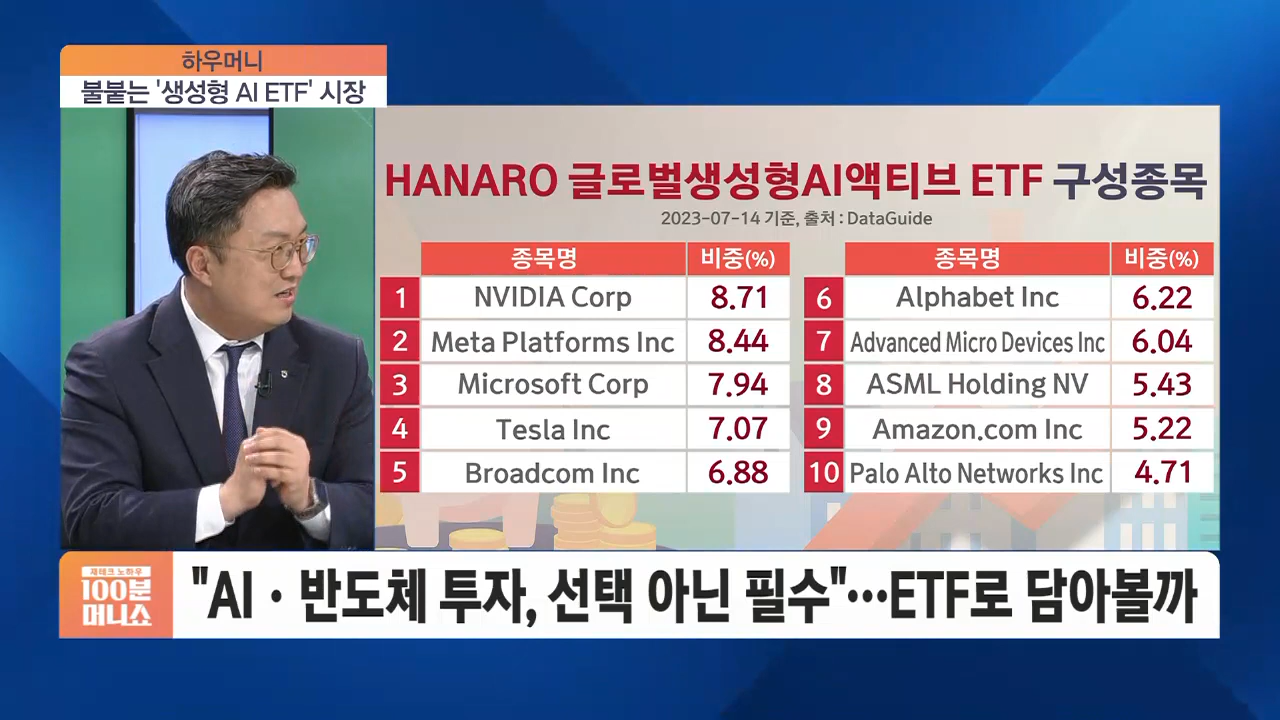 하우머니
불붙는 '생성형 AI ETF' 시장
HANARO 글로벌생성형AI액티브 ETF 구성종목
2023-07-14 기준, 출처 : DataGuide
종목명 비중(%)
1 NVIDIA Corp 8.71
2 Meta Platforms Inc 8.44
3 Microsoft Corp 7.94
4 Tesla Inc 7.07
5 Broadcom Inc 6.88
종목명 비중(%)
6 Alphabet Inc 6.22
7 Advanced Micro Devices Inc 6.04
8 ASML Holding NV 5.43
9 Amazon.com Inc 5.22
10 Palo Alto Networks Inc 4.71
재테크 노하우
100분
머니쇼
"AI · 반도체 투자, 선택 아닌 필수"…ETF로 담아볼까